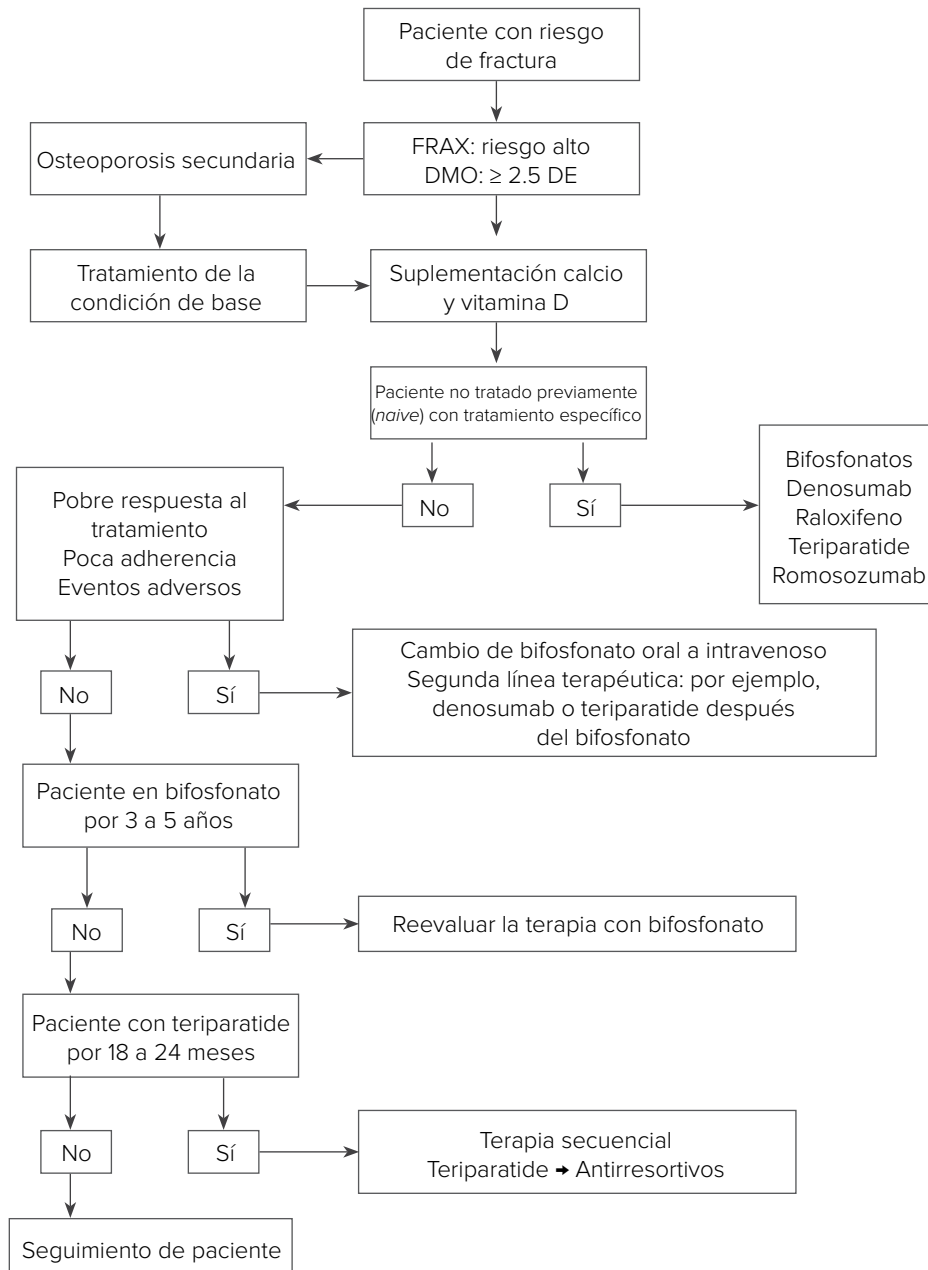 Paciente con riesgo
de fractura
FRAX: riesgo alto
DMO: ≥ 2.5 DE
Osteoporosis secundaria
Tratamiento de la
condición de base
Suplementación calcio
y vitamina D
Paciente no tratado previamente
(naive) con tratamiento específico
No
Sí
Bifosfonatos
Denosumab
Raloxifeno
Teriparatide
Romosozumab
Pobre respuesta al
tratamiento
Poca adherencia
Eventos adversos
No
Sí
Cambio de bifosfonato oral a intravenoso
Segunda línea terapéutica: por ejemplo,
denosumab o teriparatide después
del bifosfonato
Paciente en bifosfonato
por 3 a 5 años
No
Sí
Reevaluar la terapia con bifosfonato
Paciente con teriparatide
por 18 a 24 meses
No
Sí
Terapia secuencial
Teriparatide → Antirresortivos
Seguimiento de paciente